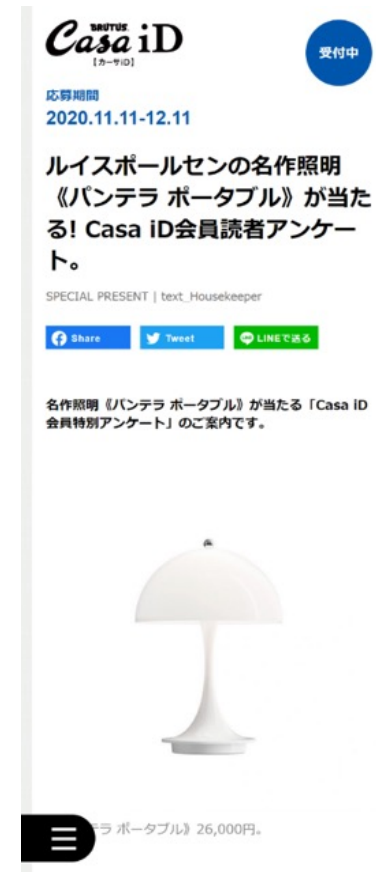 BRUTUS
Casa iD
【カーサiD】
受付中
応募期間
2020.11.11-12.11
ルイスポールセンの名作照明
《パンテラ ポータブル》が当た
る! Casa iD会員読者アンケー
ト。
SPECIAL PRESENT | text_Housekeeper
Share
Tweet
LINEで送る
名作照明《パンテラ ポータブル》が当たる「Casa iD
会員特別アンケート」のご案内です。
テラ ポータブル》26,000円。